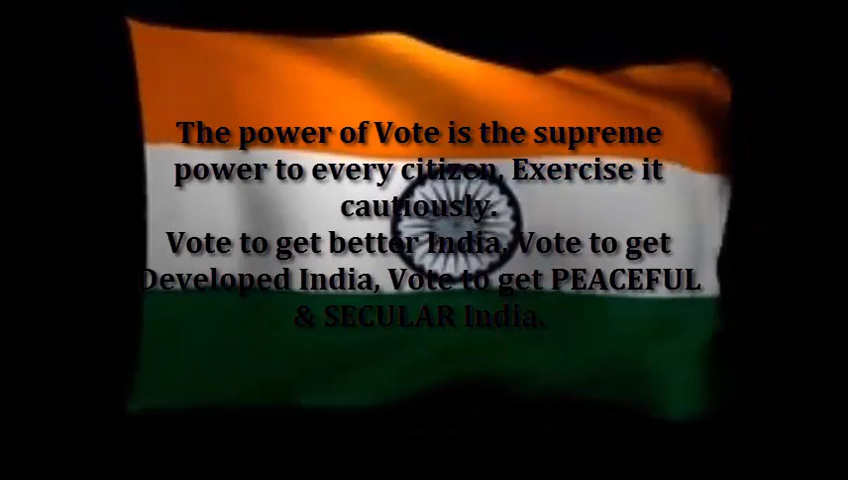 The power of Vote is the supreme
power to every citizen, Exercise it
cautiously.
Vote to get better India, Vote to get
Developed India, Vote to get PEACEFUL
& SECULAR India.